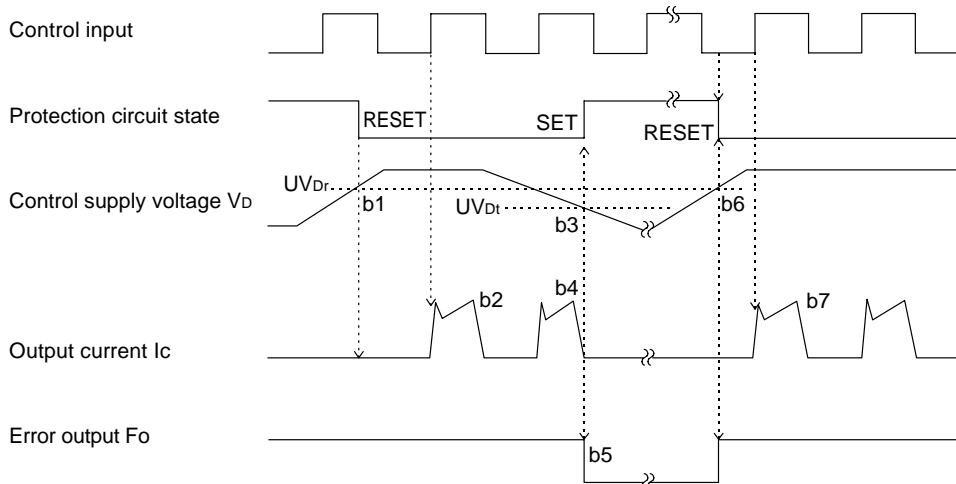 Control input
Protection circuit state
RESET
SET
RESET
UVDr
Control supply voltage VD
b1
UVDt
b3
b6
b2
b4
b7
Output current Ic
Error output Fo
b5